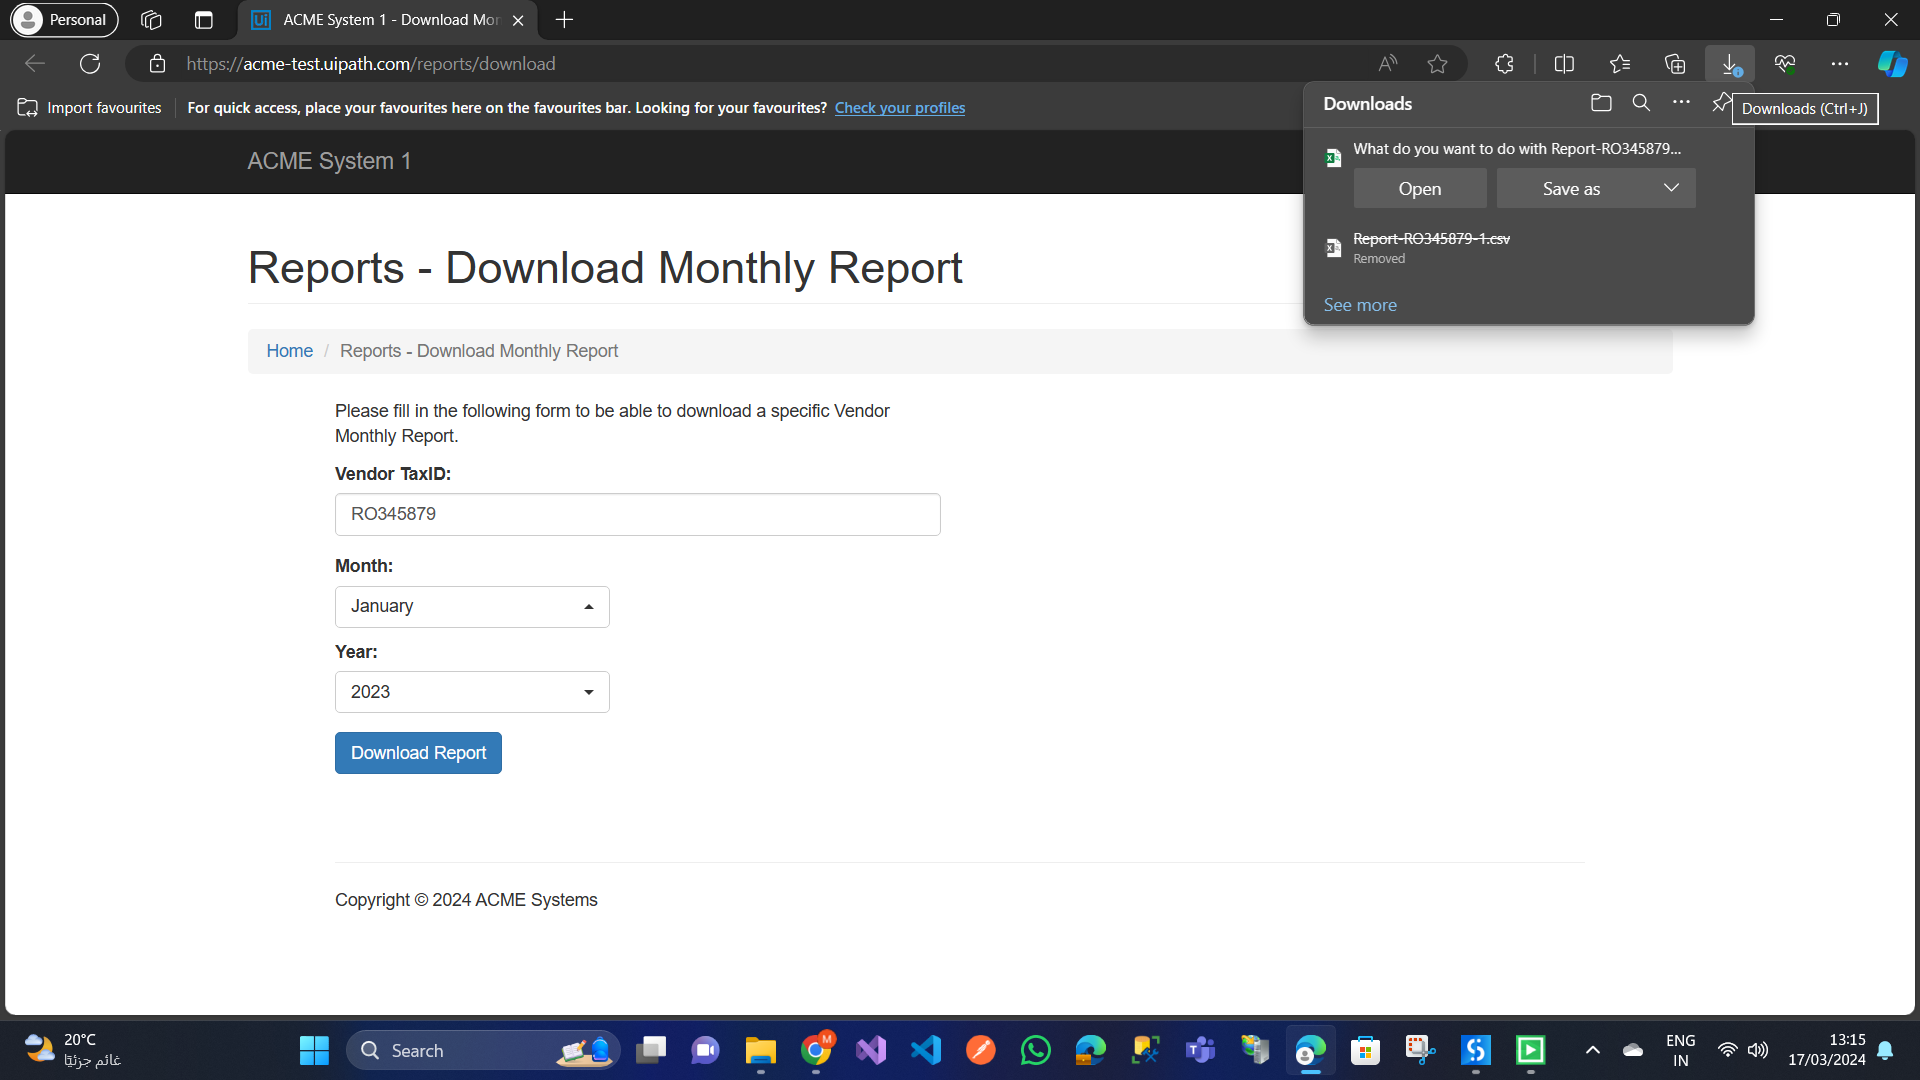 Personal
ACME System 1 - Download Mon
https://acme-test.uipath.com/reports/download
Import favourites
For quick access, place your favourites here on the favourites bar. Looking for your favourites? Check your profiles
Downloads
Downloads (Ctrl+J)
What do you want to do with Report-RO345879...
Open
Save as
Report-RO345879-1.csv
Removed
See more
ACME System 1
Reports - Download Monthly Report
Home / Reports - Download Monthly Report
Please fill in the following form to be able to download a specific Vendor
Monthly Report.
Vendor TaxID:
RO345879
Month:
January
Year:
2023
Download Report
Copyright © 2024 ACME Systems
20°C
غائم جزئيًا
Search
ENG
IN
13:15
17/03/2024